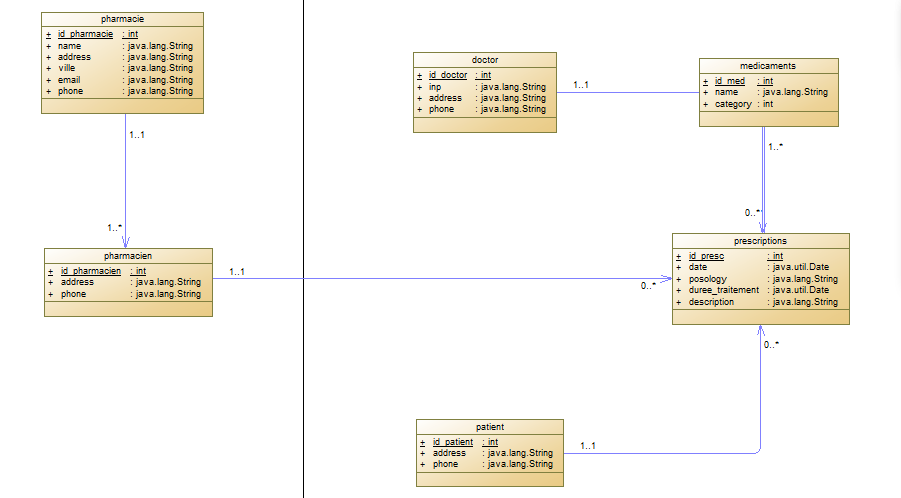 pharmacie
+ id_pharmacie : int
+ name : java.lang.String
+ address : java.lang.String
+ ville : java.lang.String
+ email : java.lang.String
+ phone : java.lang.String
1..1
1..*
pharmacien
+ id_pharmacien : int
+ address : java.lang.String
+ phone : java.lang.String
1..1
0..*
doctor
+ id_doctor : int
+ inp : java.lang.String
+ address : java.lang.String
+ phone : java.lang.String
1..1
medicaments
+ id_med : int
+ name : java.lang.String
+ category : int
1..*
0..*
prescriptions
+ id_presc : int
+ date : java.util.Date
+ posology : java.lang.String
+ duree_traitement : java.util.Date
+ description : java.lang.String
0..*
patient
+ id_patient : int
+ address : java.lang.String
+ phone : java.lang.String
1..1